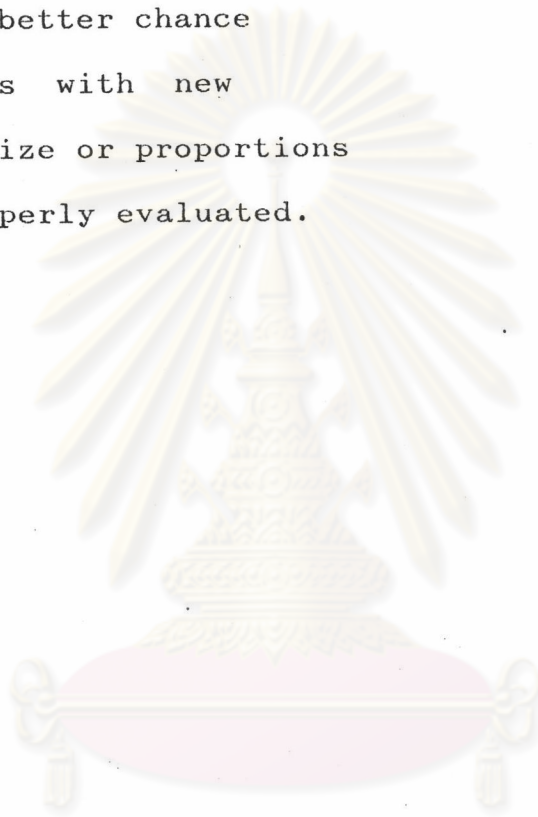 better chance
s with new
ize or proportions
perly evaluated.